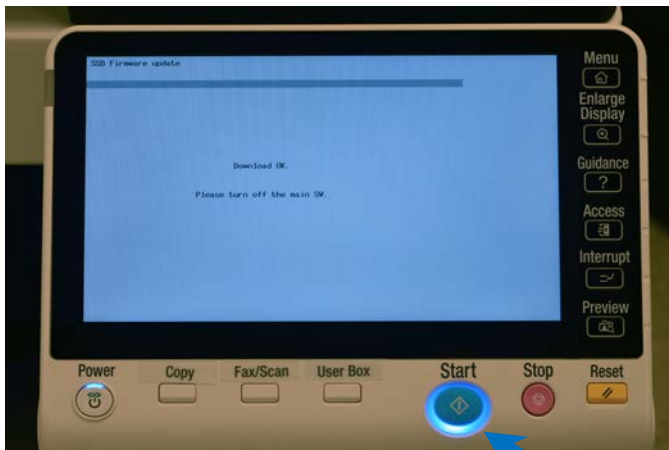 SSD Firmware update
Download OK.
Please turn off the main SW.
Menu
Enlarge
Display
Guidance
?
Access
Interrupt
Preview
Power
Copy
Fax/Scan
User Box
Start
Stop
Reset